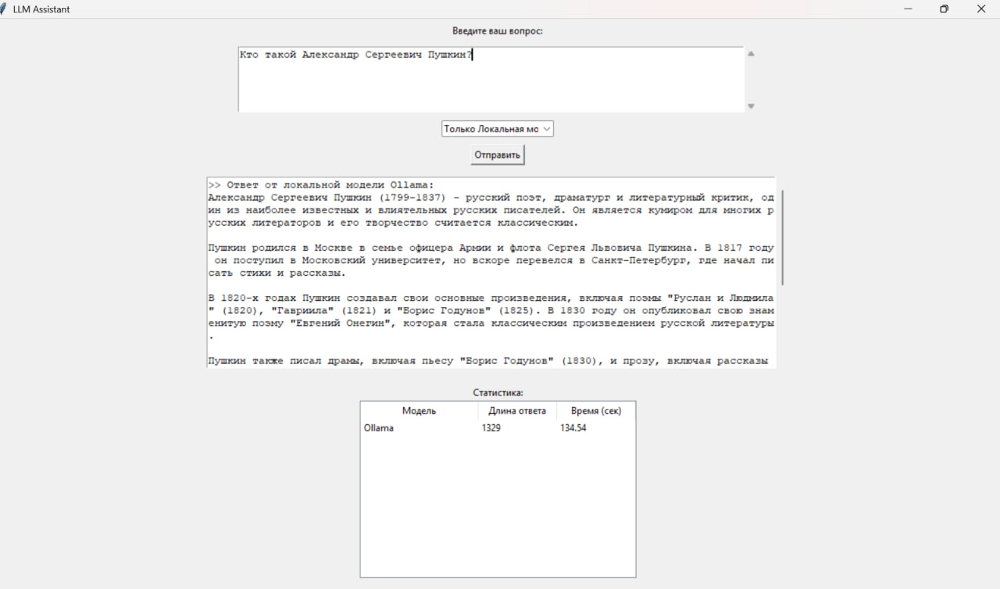 LLM Assistant
Введите ваш вопрос:
Кто такой Александр Сергеевич Пушкин?
Только Локальная мо
Отправить
>> Ответ от локальной модели Ollama:
Александр Сергеевич Пушкин (1799-1837) - русский поэт, драматург и литературный критик, од
ин из наиболее известных и влиятельных русских писателей. Он является кумиром для многих р
усских литераторов и его творчество считается классическим.
Пушкин родился в Москве в семье офицера Армии и флота Сергея Львовича Пушкина. В 1817 году
он поступил в Московский университет, но вскоре перевелся в Санкт-Петербург, где начал пи
сать стихи и рассказы.
В 1820-х годах Пушкин создавал свои основные произведения, включая поэмы "Руслан и Людмила
" (1820), "Гавриила" (1821) и "Борис Годунов" (1825). В 1830 году он опубликовал свою знам
енитую поэму "Евгений Онегин", которая стала классическим произведением русской литературы
.
Пушкин также писал драмы, включая пьесу "Борис Годунов" (1830), и прозу, включая рассказы
Статистика:
Модель Длина ответа Время (сек)
Ollama 1329 134.54